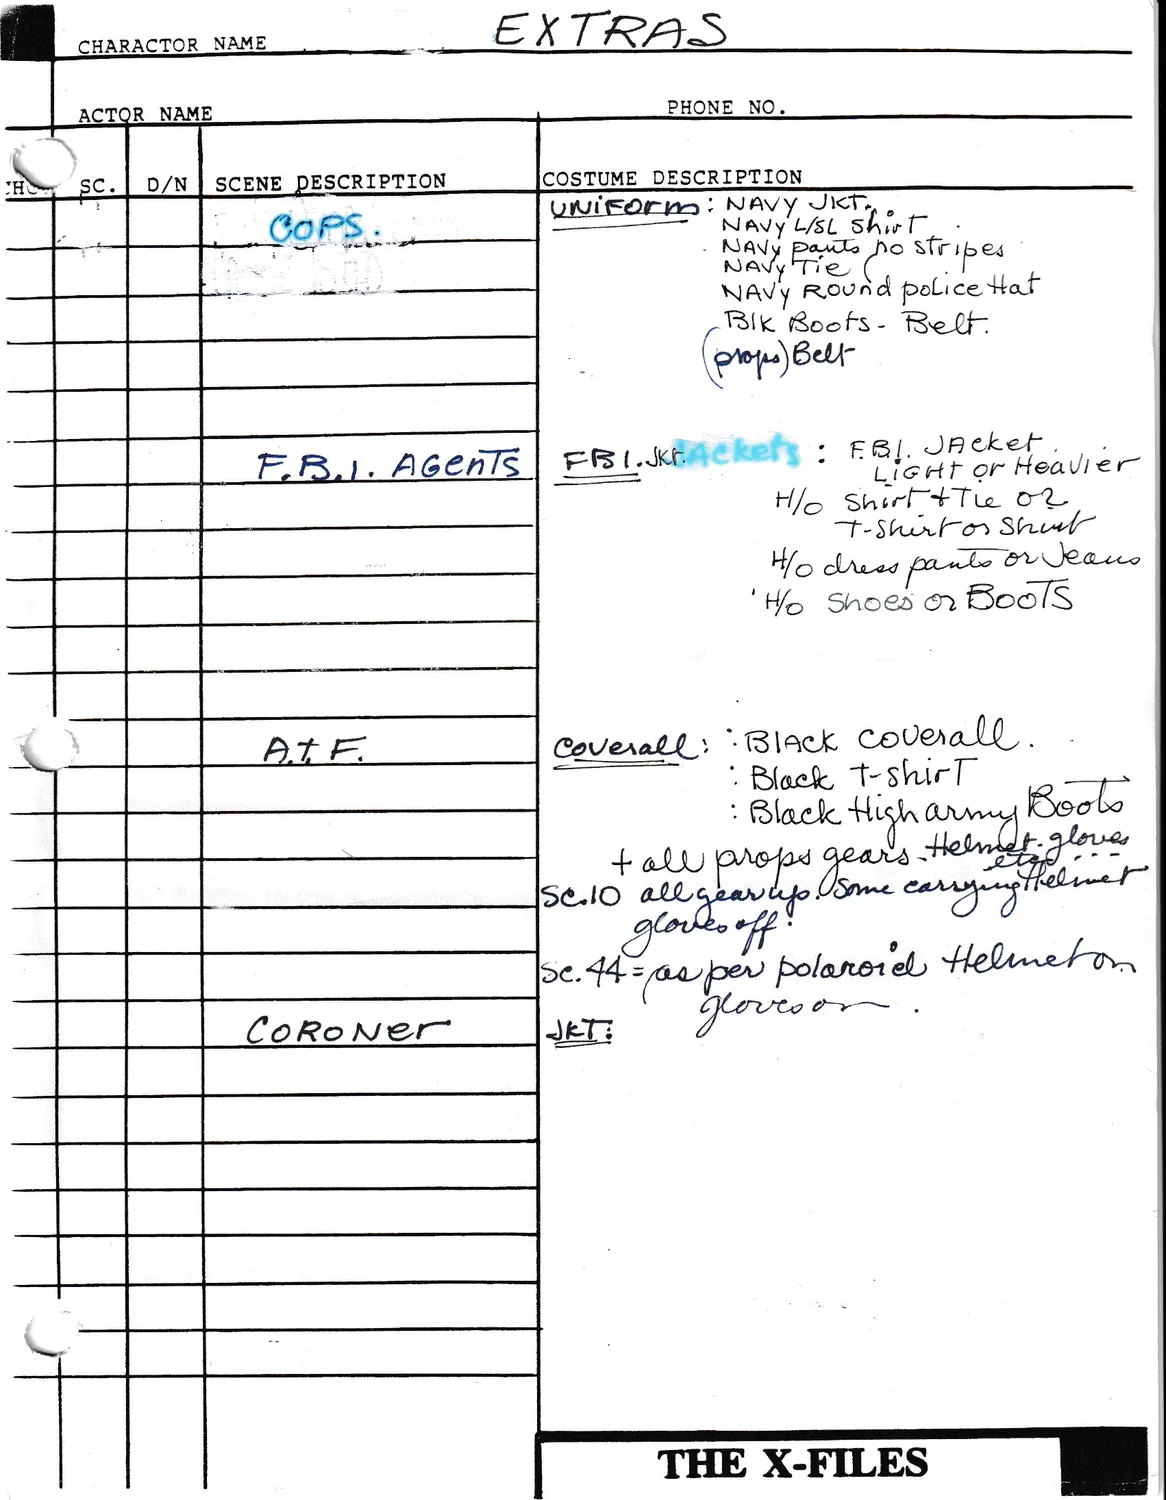 CHARACTOR NAME EXTRAS
ACTOR NAME PHONE NO.
SC. D/N SCENE DESCRIPTION COSTUME DESCRIPTION
COPS. UNiForm: NAVY JKT.
NAVY L/SL Shirt
NAVY pants no stripes
NAVY Tie
NAVY ROUnd poLice Hat
Blk Boots - Belt.
(props) Belt
F.B.I. AGenTS FBI. JKT. JAckets : F.B.I. JAcket
LIGHT or Heavier
H/o Shirt + Tie or
T-Shirt or Shirt
H/o dress pants or Jeans
H/o Shoes or BooTS
A.T.F. Coverall: : BlAck coverall.
: Black T-shirT
: Black High army Boots
+ all props gears. Helmet. gloves
etc...
Sc.10 all gear up. Some carrying Helmet
gloves off.
Sc.44 = as per polaroid Helmet on
gloves on.
CoRoNer JKT:
THE X-FILES